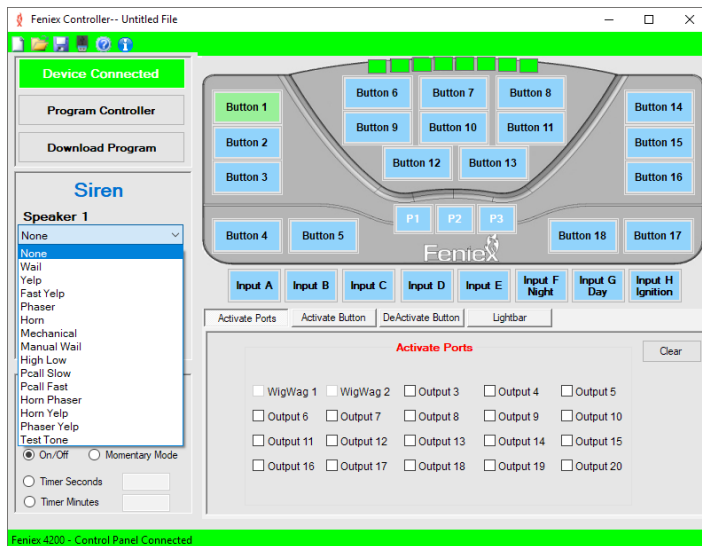 Feniex Controller-- Untitled File
Device Connected
Program Controller
Download Program
Siren
Speaker 1
None
None
Wail
Yelp
Fast Yelp
Phaser
Horn
Mechanical
Manual Wail
High Low
Pcall Slow
Pcall Fast
Horn Phaser
Horn Yelp
Phaser Yelp
Test Tone
On/Off Momentary Mode
Timer Seconds
Timer Minutes
Button 6 Button 7 Button 8
Button 1 Button 14
Button 9 Button 10 Button 11
Button 2 Button 15
Button 12 Button 13
Button 3 Button 16
P1 P2 P3
Button 4 Button 5 Button 18 Button 17
Feniex
Input A Input B Input C Input D Input E Input F Night Input G Day Input H Ignition
Activate Ports Activate Button DeActivate Button Lightbar
Activate Ports
Clear
WigWag 1 WigWag 2 Output 3 Output 4 Output 5
Output 6 Output 7 Output 8 Output 9 Output 10
Output 11 Output 12 Output 13 Output 14 Output 15
Output 16 Output 17 Output 18 Output 19 Output 20
Feniex 4200 - Control Panel Connected